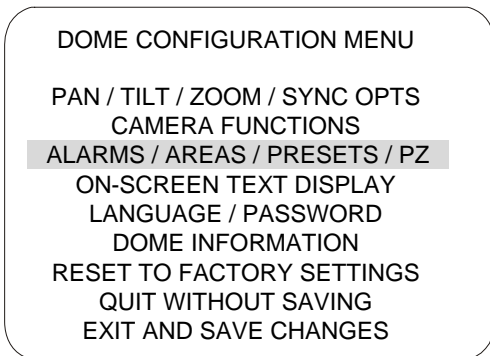 DOME CONFIGURATION MENU
PAN / TILT / ZOOM / SYNC OPTS
CAMERA FUNCTIONS
ALARMS / AREAS / PRESETS / PZ
ON-SCREEN TEXT DISPLAY
LANGUAGE / PASSWORD
DOME INFORMATION
RESET TO FACTORY SETTINGS
QUIT WITHOUT SAVING
EXIT AND SAVE CHANGES